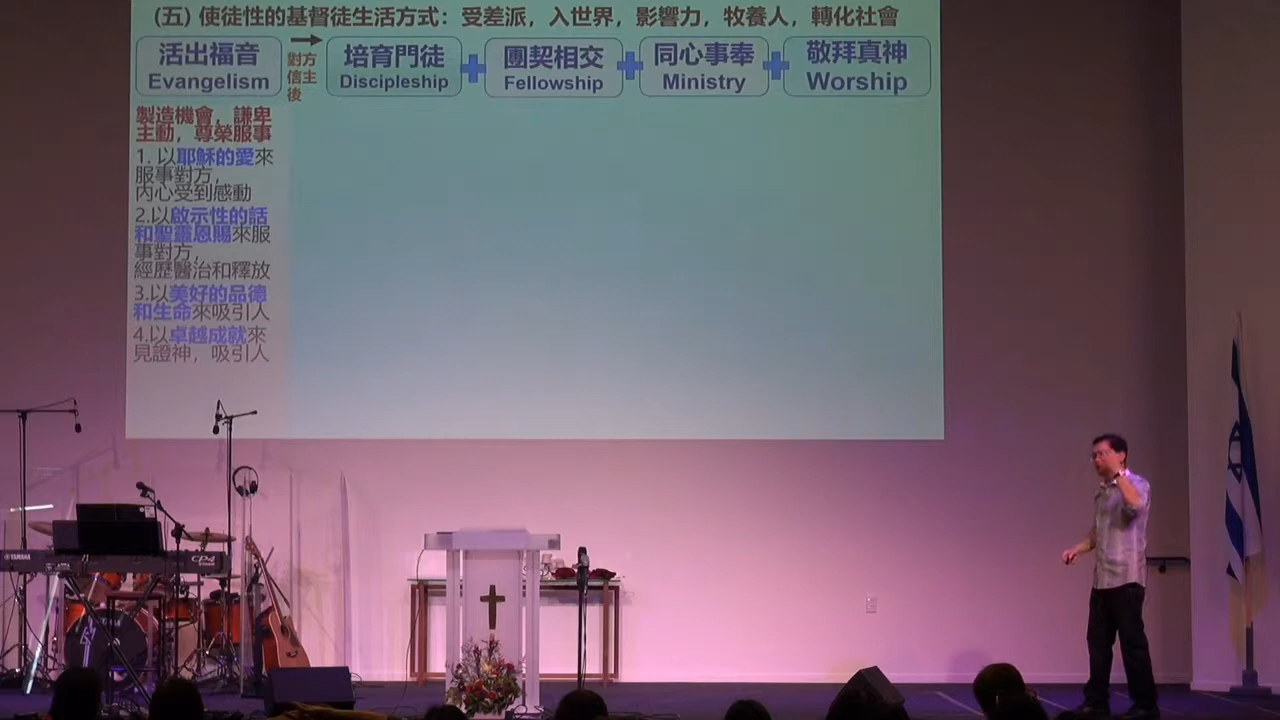 (五) 使徒性的基督徒生活方式：受差派，入世界，影響力，牧養人，轉化社會
活出福音
Evangelism
對方信主後
培育門徒
Discipleship
團契相交
Fellowship
同心事奉
Ministry
敬拜真神
Worship
製造機會，謙卑
主動，尊榮服事
1. 以耶穌的愛來
服事對方，
內心受到感動
2.以啟示性的話
和聖靈恩賜來服
事對方，
經歷醫治和釋放
3.以美好的品德
和生命來吸引人
4.以卓越成就來
見證神，吸引人
YAMAHA
CP4